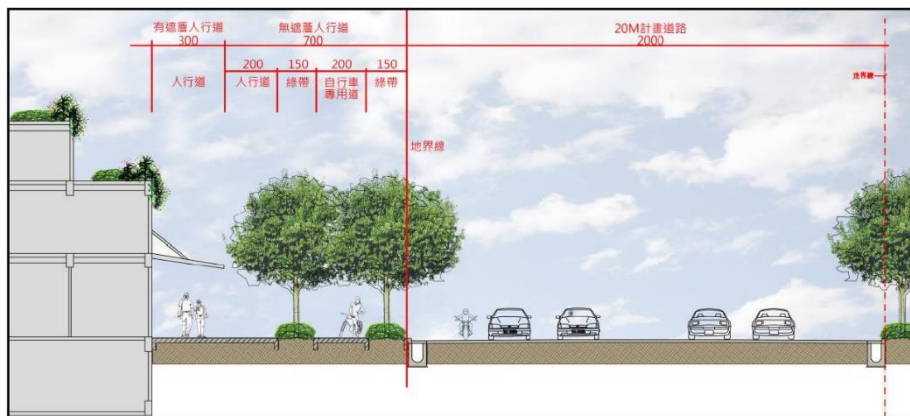 有遮簷人行道
300
無遮簷人行道
700
20M計畫道路
2000
200
150
200
150
人行道
人行道
綠帶
自行車
專用道
綠帶
地界線
地界線